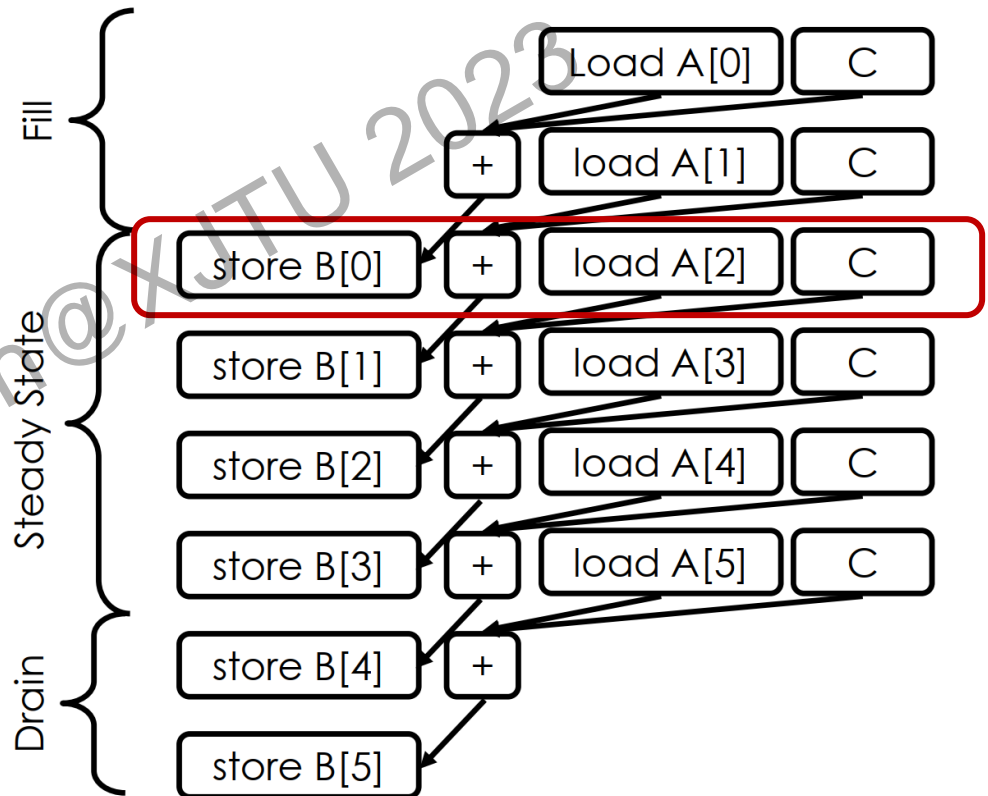 Load A[0] C
Fill
+ load A[1] C
store B[0] + load A[2] C
store B[1] + load A[3] C
Steady State
store B[2] + load A[4] C
store B[3] + load A[5] C
store B[4] +
Drain
store B[5]
@XJTU 2023